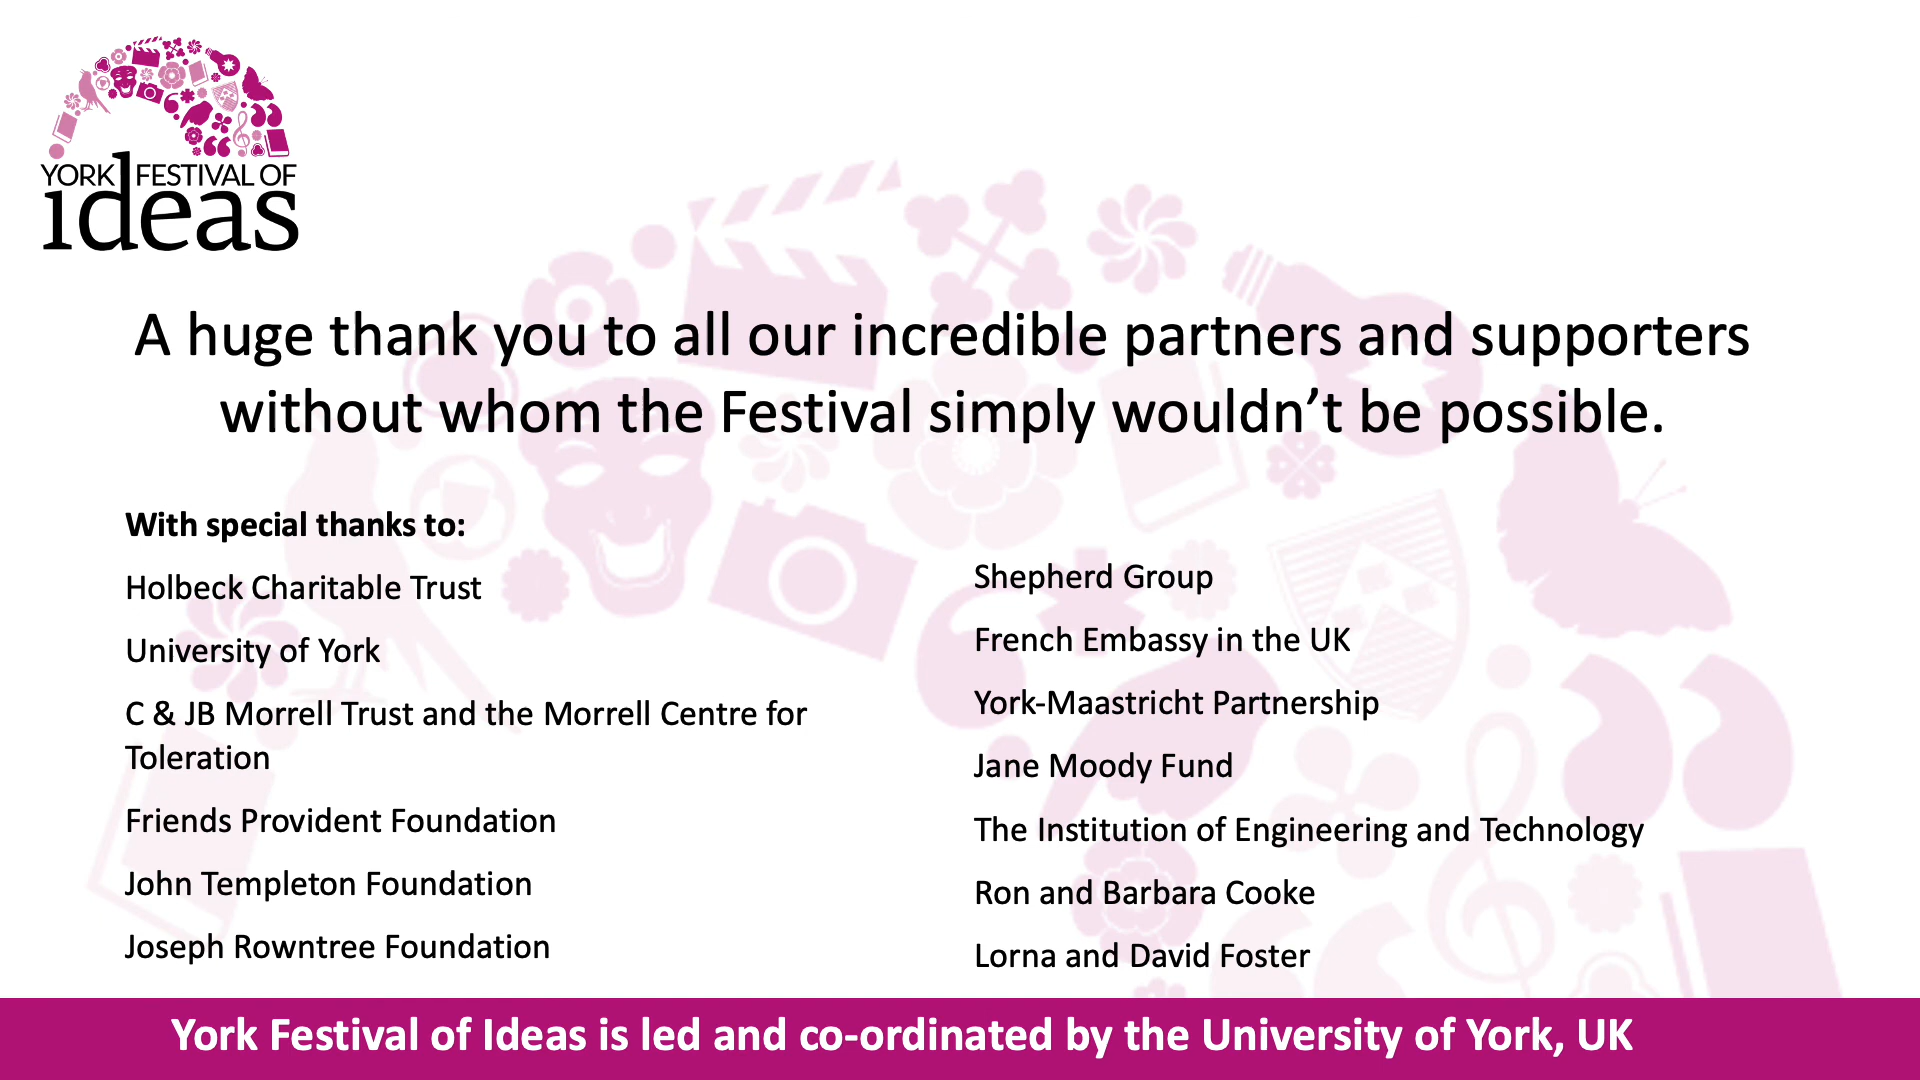 YORK FESTIVAL OF
ideas
A huge thank you to all our incredible partners and supporters
without whom the Festival simply wouldn’t be possible.
With special thanks to:
Holbeck Charitable Trust
University of York
C & JB Morrell Trust and the Morrell Centre for
Toleration
Friends Provident Foundation
John Templeton Foundation
Joseph Rowntree Foundation
Shepherd Group
French Embassy in the UK
York-Maastricht Partnership
Jane Moody Fund
The Institution of Engineering and Technology
Ron and Barbara Cooke
Lorna and David Foster
York Festival of Ideas is led and co-ordinated by the University of York, UK